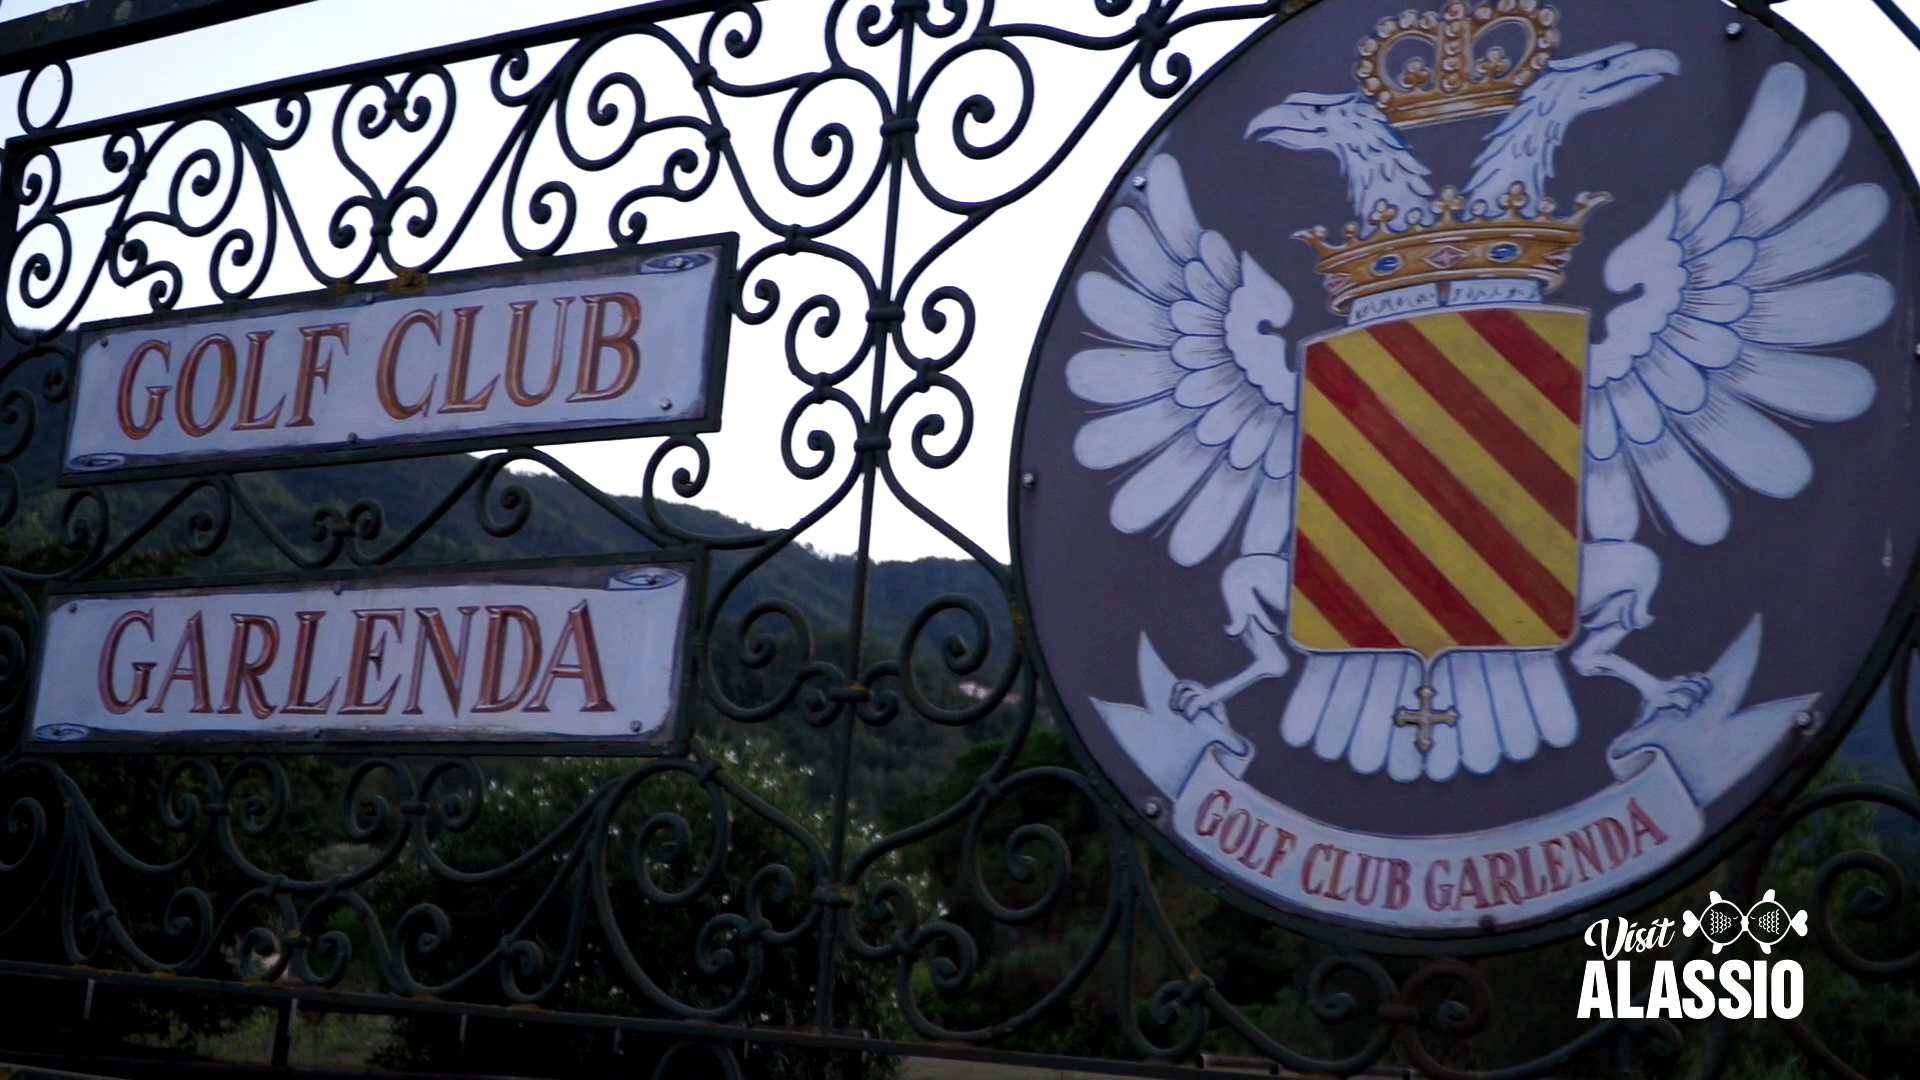 GOLF CLUB
GARLENDA
GOLF CLUB GARLENDA
Visit
ALASSIO